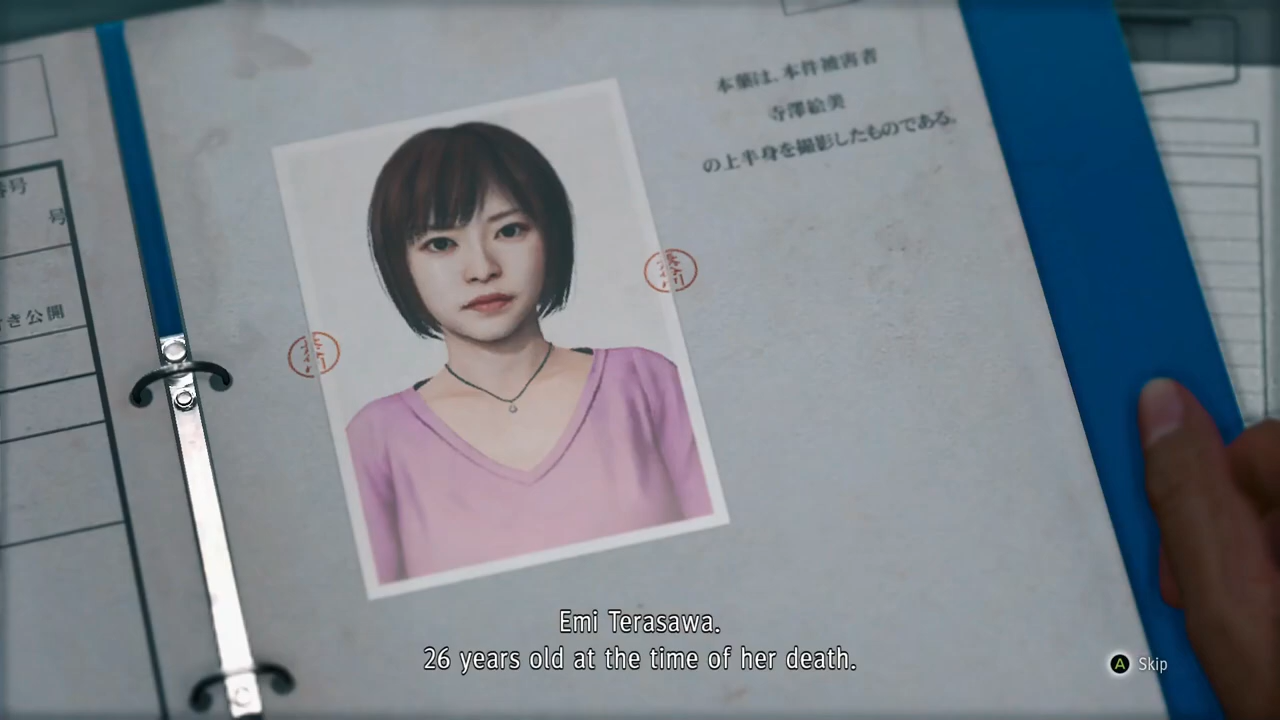 番号
号
き公開
本葉は、本件被害者
寺澤絵美
の上半身を撮影したものである。
Emi Terasawa.
26 years old at the time of her death.
A Skip